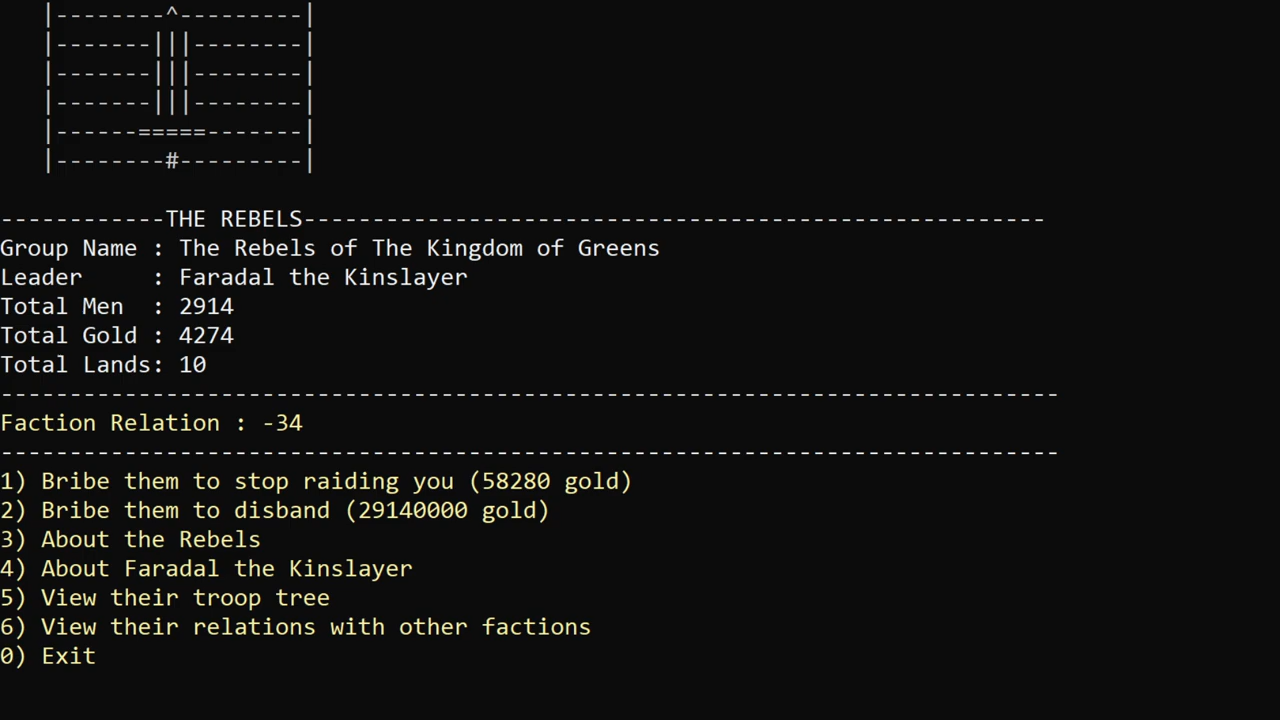 |--------^---------|
|-------|||--------|
|-------|||--------|
|-------|||--------|
|------=====-------|
|--------#---------|
------------THE REBELS------------------------------------------------------
Group Name : The Rebels of The Kingdom of Greens
Leader     : Faradal the Kinslayer
Total Men  : 2914
Total Gold : 4274
Total Lands: 10
-----------------------------------------------------------------------------
Faction Relation : -34
-----------------------------------------------------------------------------
1) Bribe them to stop raiding you (58280 gold)
2) Bribe them to disband (29140000 gold)
3) About the Rebels
4) About Faradal the Kinslayer
5) View their troop tree
6) View their relations with other factions
0) Exit